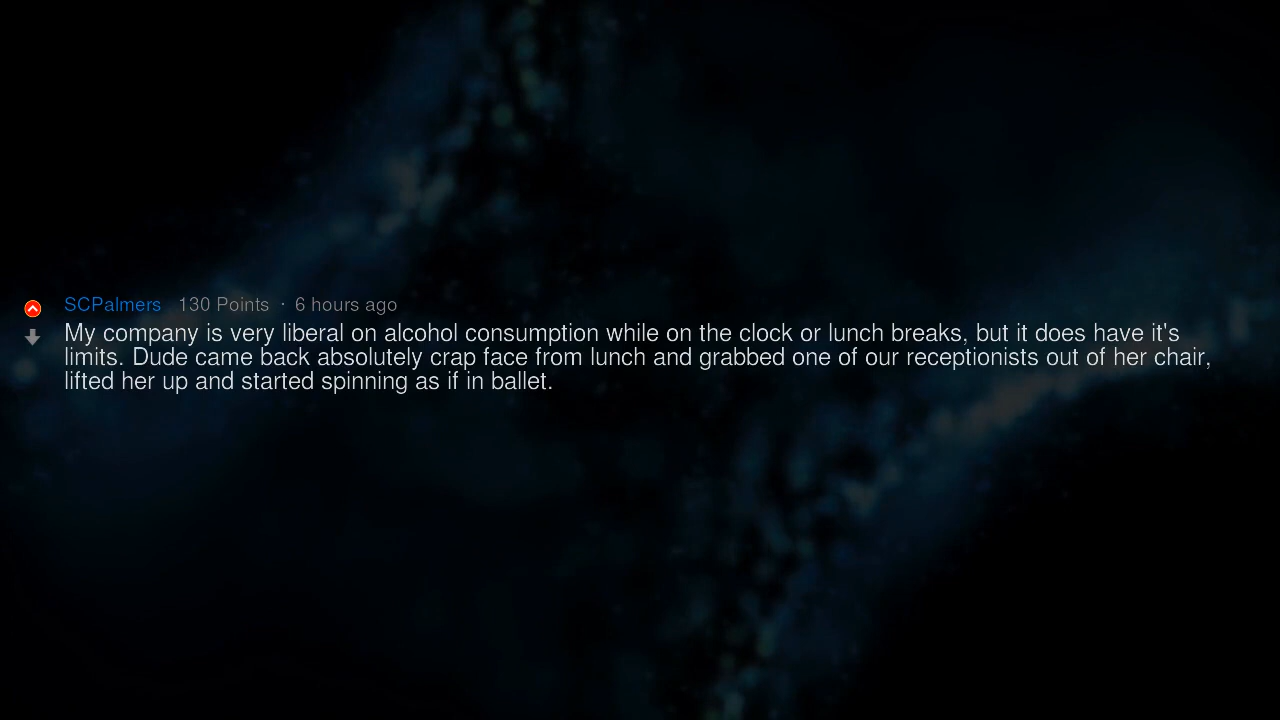 SCPalmers 130 Points · 6 hours ago
My company is very liberal on alcohol consumption while on the clock or lunch breaks, but it does have it's
limits. Dude came back absolutely crap face from lunch and grabbed one of our receptionists out of her chair,
lifted her up and started spinning as if in ballet.